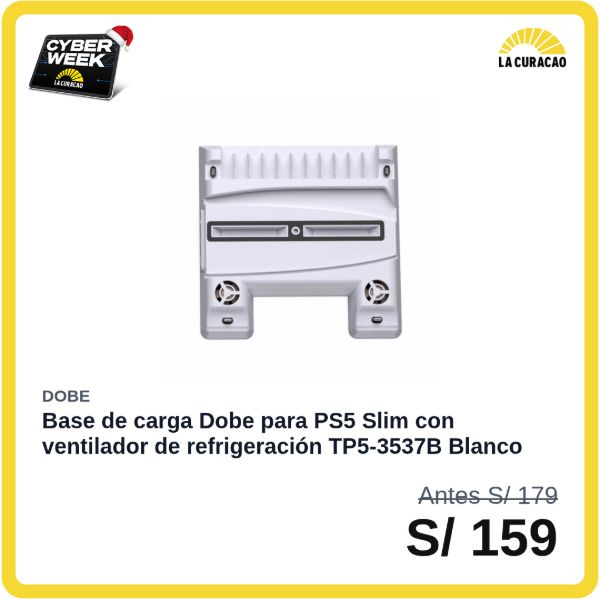 CYBER
WEEK
LA CURACAO
LA CURACAO
DOBE
Base de carga Dobe para PS5 Slim con
ventilador de refrigeración TP5-3537B Blanco
Antes S/ 179
S/ 159